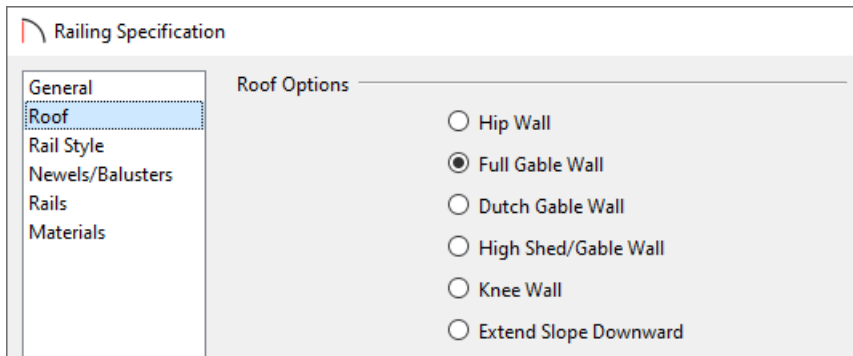 Railing Specification
General
Roof
Rail Style
Newels/Balusters
Rails
Materials
Roof Options
Hip Wall
Full Gable Wall
Dutch Gable Wall
High Shed/Gable Wall
Knee Wall
Extend Slope Downward